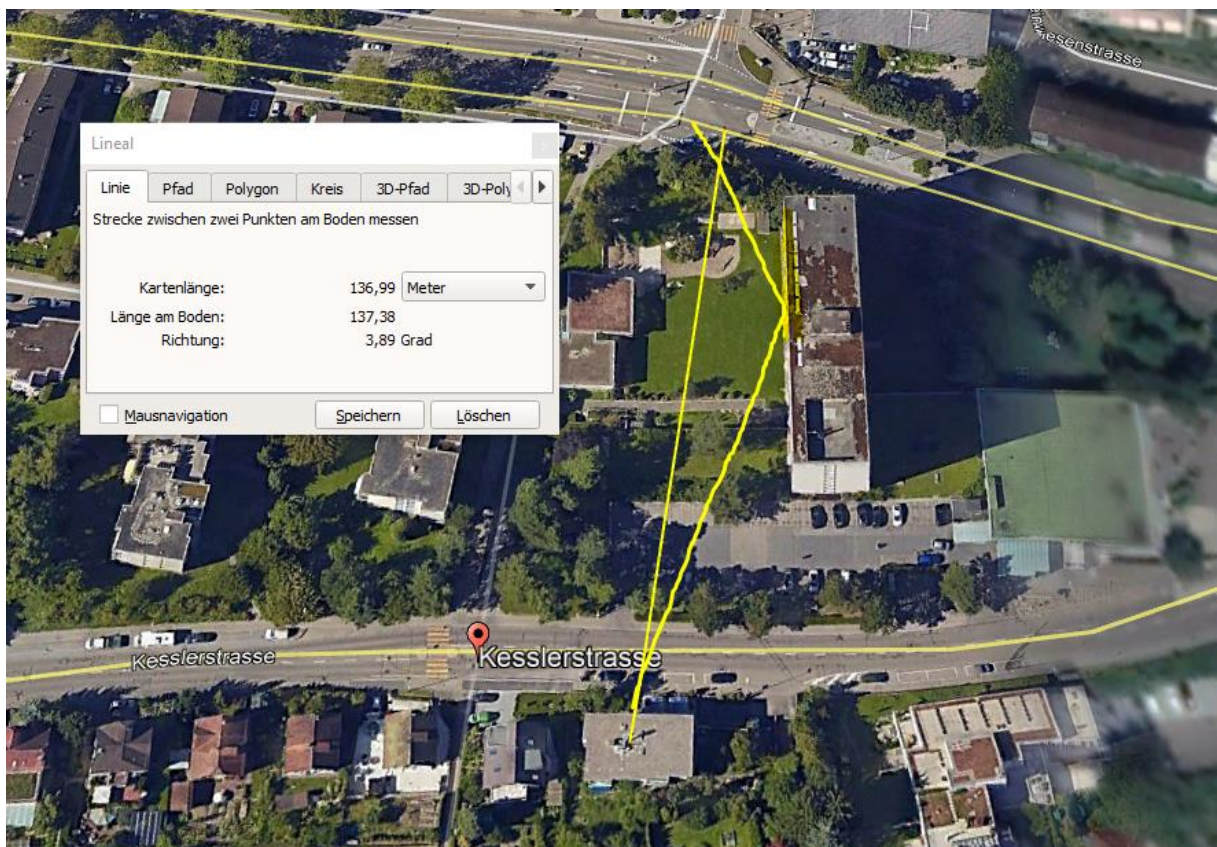 esenstrasse
Lineal
Linie Pfad Polygon Kreis 3D-Pfad 3D-Poly
Strecke zwischen zwei Punkten am Boden messen
Kartenlänge: 136,99 Meter
Länge am Boden: 137,38
Richtung: 3,89 Grad
Mausnavigation Speichern Löschen
Kesslerstrasse
Kesslerstrasse